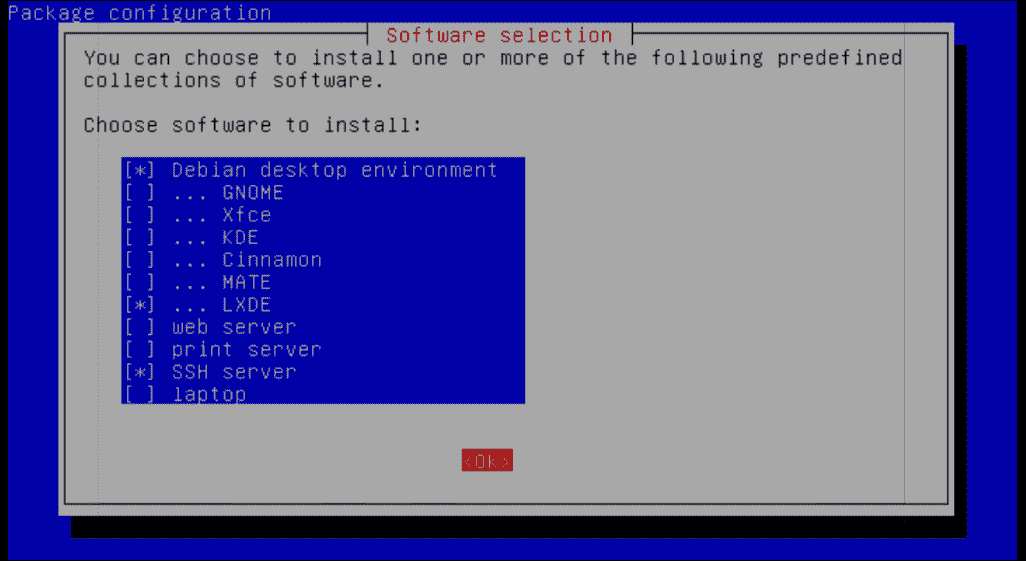 Package configuration
Software selection
You can choose to install one or more of the following predefined
collections of software.
Choose software to install:
[*] Debian desktop environment
[ ] ... GNOME
[ ] ... Xfce
[ ] ... KDE
[ ] ... Cinnamon
[ ] ... MATE
[*] ... LXDE
[ ] web server
[ ] print server
[*] SSH server
[ ] laptop
<Ok>